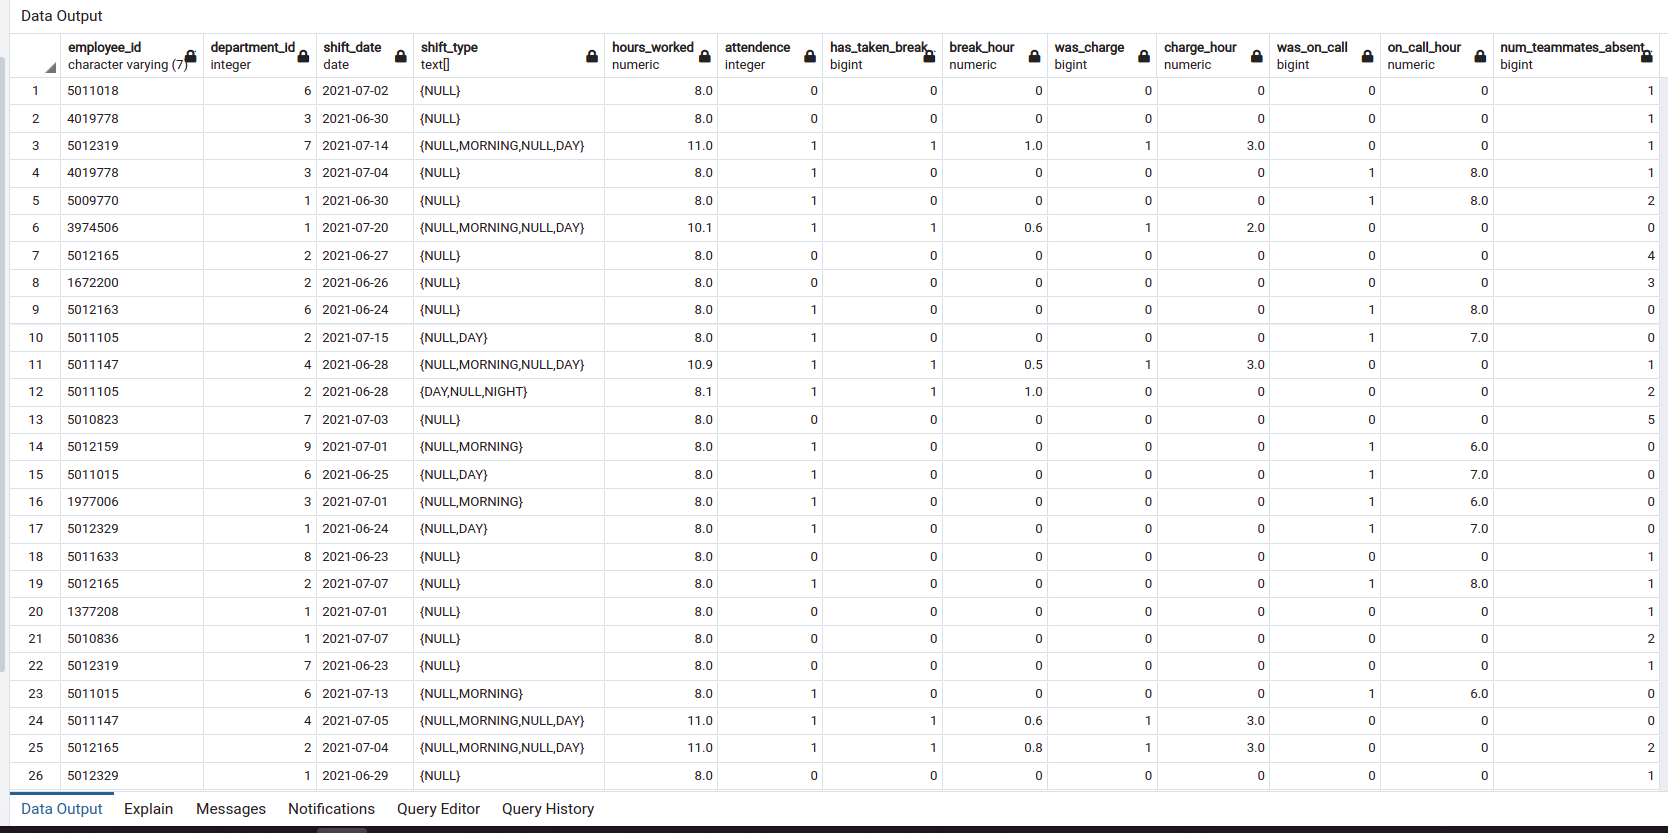 Data Output
employee_id department_id shift_date shift_type hours_worked attendence has_taken_break break_hour was_charge charge_hour was_on_call on_call_hour num_teammates_absent
character varying (7) integer date text[] numeric integer bigint numeric bigint numeric bigint numeric bigint
1 5011018 6 2021-07-02 {NULL} 8.0 0 0 0 0 0 0 0 1
2 4019778 3 2021-06-30 {NULL} 8.0 0 0 0 0 0 0 0 1
3 5012319 7 2021-07-14 {NULL,MORNING,NULL,DAY} 11.0 1 1 1.0 1 3.0 0 0 1
4 4019778 3 2021-07-04 {NULL} 8.0 1 0 0 0 0 1 8.0 1
5 5009770 1 2021-06-30 {NULL} 8.0 1 0 0 0 0 1 8.0 2
6 3974506 1 2021-07-20 {NULL,MORNING,NULL,DAY} 10.1 1 1 0.6 1 2.0 0 0 0
7 5012165 2 2021-06-27 {NULL} 8.0 0 0 0 0 0 0 0 4
8 1672200 2 2021-06-26 {NULL} 8.0 0 0 0 0 0 0 0 3
9 5012163 6 2021-06-24 {NULL} 8.0 1 0 0 0 0 1 8.0 0
10 5011105 2 2021-07-15 {NULL,DAY} 8.0 1 0 0 0 0 1 7.0 0
11 5011147 4 2021-06-28 {NULL,MORNING,NULL,DAY} 10.9 1 1 0.5 1 3.0 0 0 1
12 5011105 2 2021-06-28 {DAY,NULL,NIGHT} 8.1 1 1 1.0 0 0 0 0 2
13 5010823 7 2021-07-03 {NULL} 8.0 0 0 0 0 0 0 0 5
14 5012159 9 2021-07-01 {NULL,MORNING} 8.0 1 0 0 0 0 1 6.0 0
15 5011015 6 2021-06-25 {NULL,DAY} 8.0 1 0 0 0 0 1 7.0 0
16 1977006 3 2021-07-01 {NULL,MORNING} 8.0 1 0 0 0 0 1 6.0 0
17 5012329 1 2021-06-24 {NULL,DAY} 8.0 1 0 0 0 0 1 7.0 0
18 5011633 8 2021-06-23 {NULL} 8.0 0 0 0 0 0 0 0 1
19 5012165 2 2021-07-07 {NULL} 8.0 1 0 0 0 0 1 8.0 1
20 1377208 1 2021-07-01 {NULL} 8.0 0 0 0 0 0 0 0 1
21 5010836 1 2021-07-07 {NULL} 8.0 0 0 0 0 0 0 0 2
22 5012319 7 2021-06-23 {NULL} 8.0 0 0 0 0 0 0 0 1
23 5011015 6 2021-07-13 {NULL,MORNING} 8.0 1 0 0 0 0 1 6.0 0
24 5011147 4 2021-07-05 {NULL,MORNING,NULL,DAY} 11.0 1 1 0.6 1 3.0 0 0 0
25 5012165 2 2021-07-04 {NULL,MORNING,NULL,DAY} 11.0 1 1 0.8 1 3.0 0 0 2
26 5012329 1 2021-06-29 {NULL} 8.0 0 0 0 0 0 0 0 1
Data Output Explain Messages Notifications Query Editor Query History